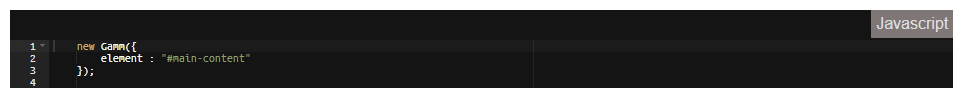 Javascript
1 new Gamm({
2 element : "#main-content"
3 });
4